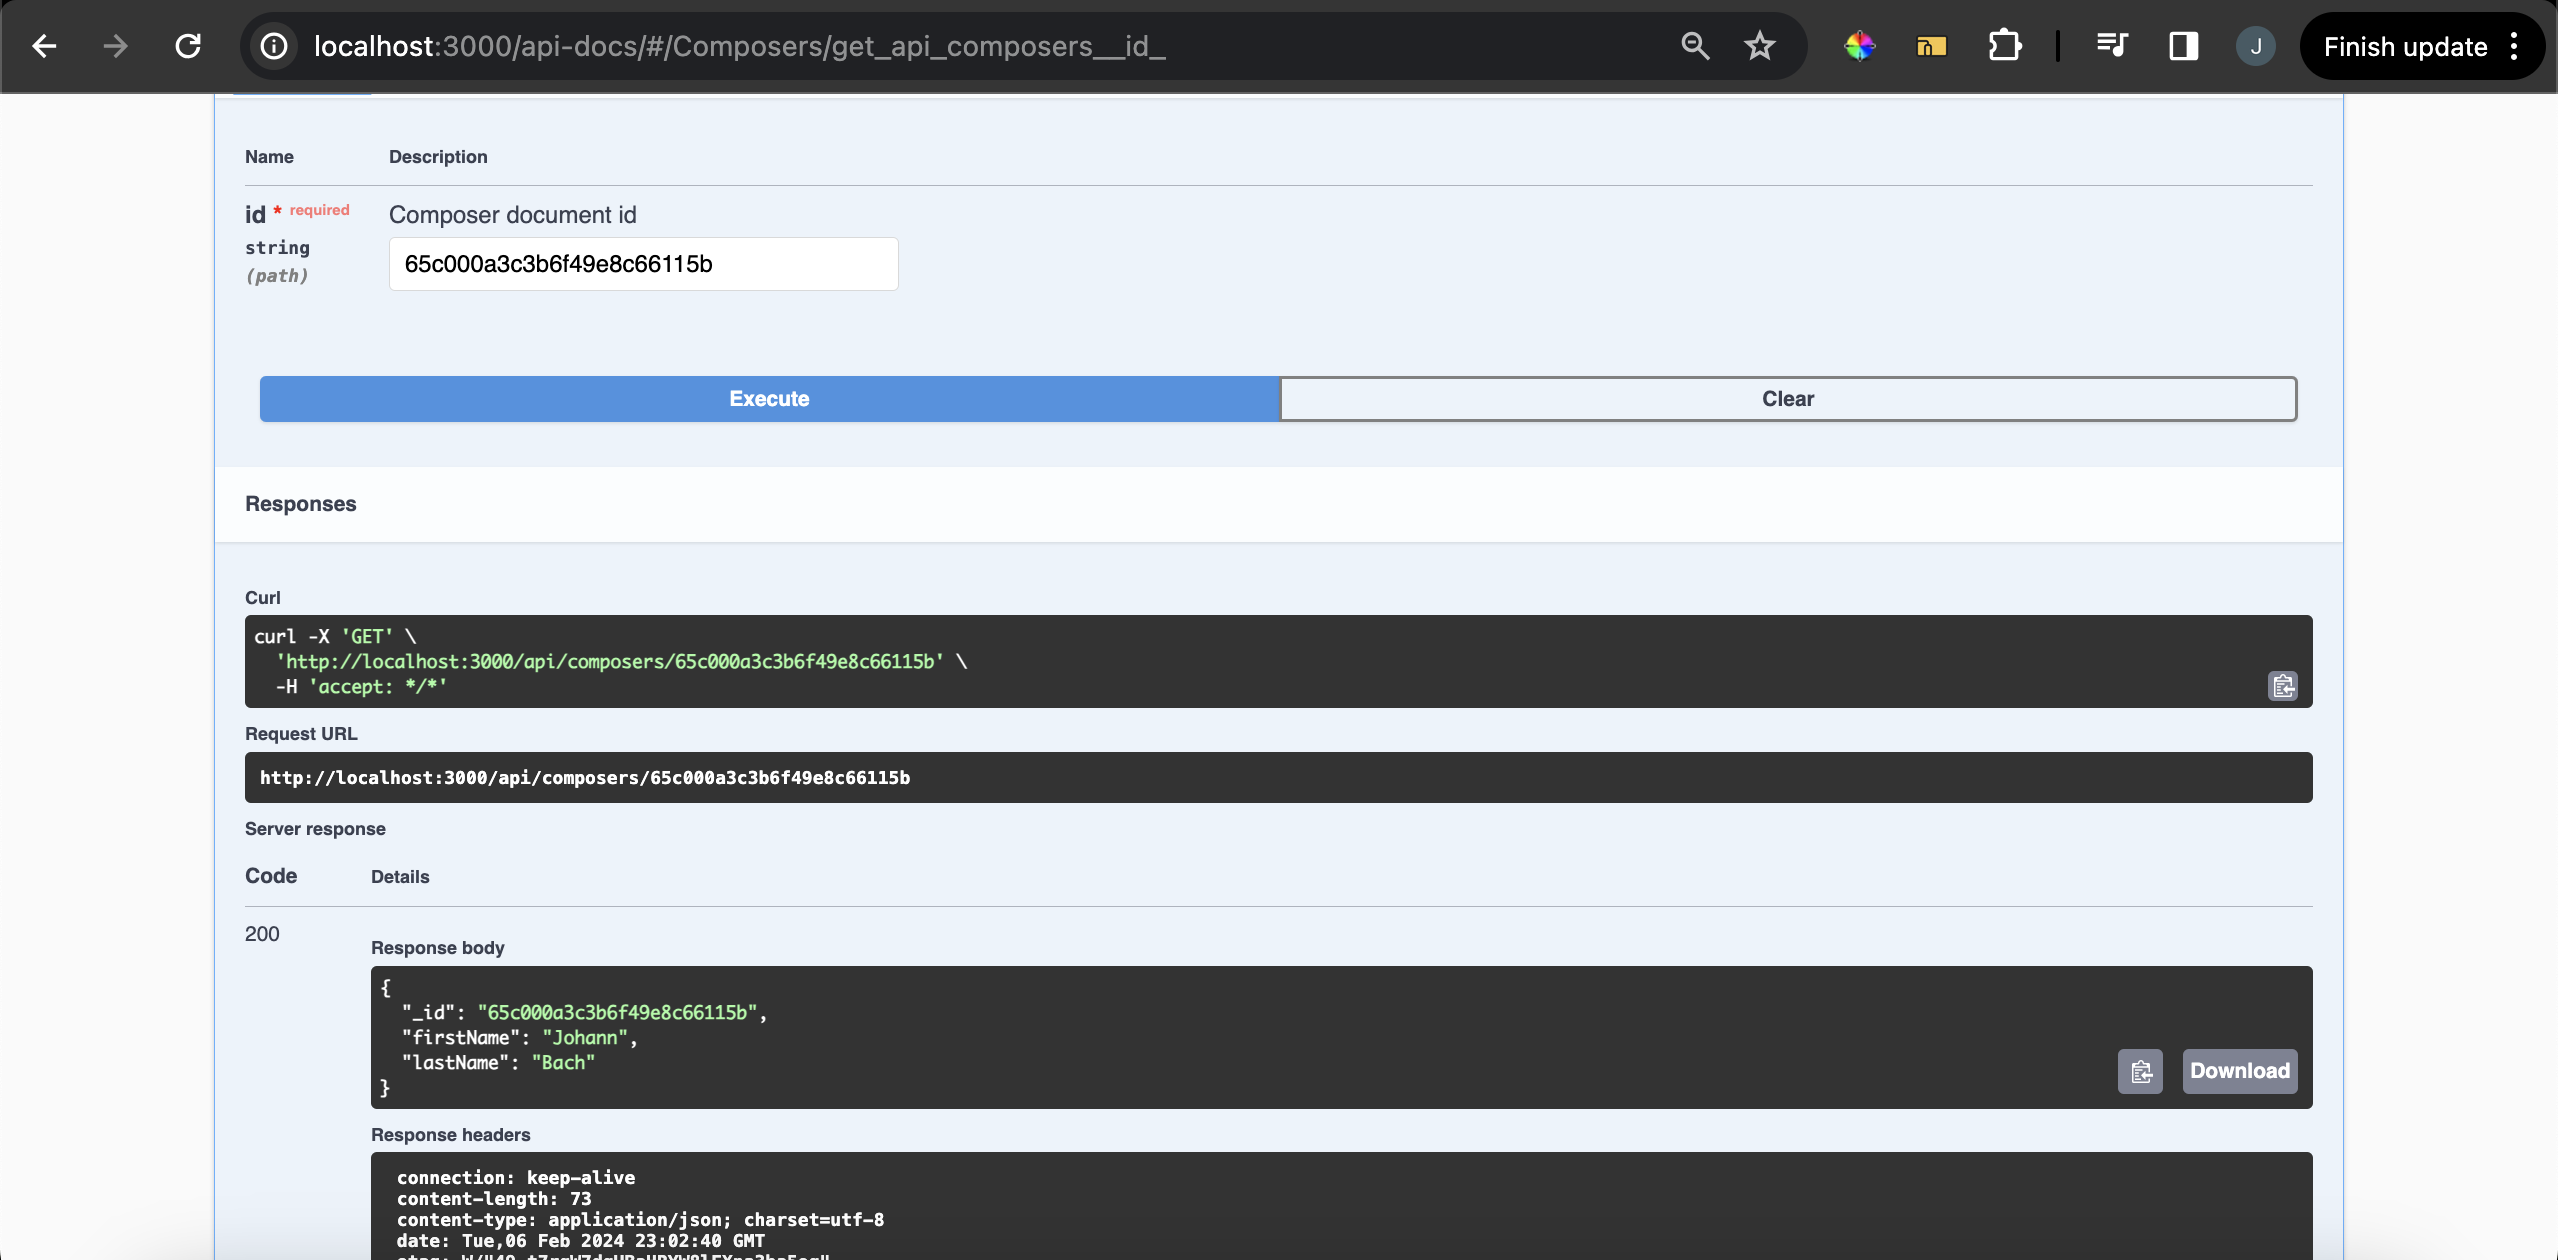 localhost:3000/api-docs/#/Composers/get_api_composers__id_
J
Finish update
Name Description
id * required Composer document id
string
(path)
65c000a3c3b6f49e8c66115b
Execute Clear
Responses
Curl
curl -X 'GET' \
'http://localhost:3000/api/composers/65c000a3c3b6f49e8c66115b' \
-H 'accept: */*'
Request URL
http://localhost:3000/api/composers/65c000a3c3b6f49e8c66115b
Server response
Code Details
200
Response body
{
"_id": "65c000a3c3b6f49e8c66115b",
"firstName": "Johann",
"lastName": "Bach"
}
Download
Response headers
connection: keep-alive
content-length: 73
content-type: application/json; charset=utf-8
date: Tue,06 Feb 2024 23:02:40 GMT